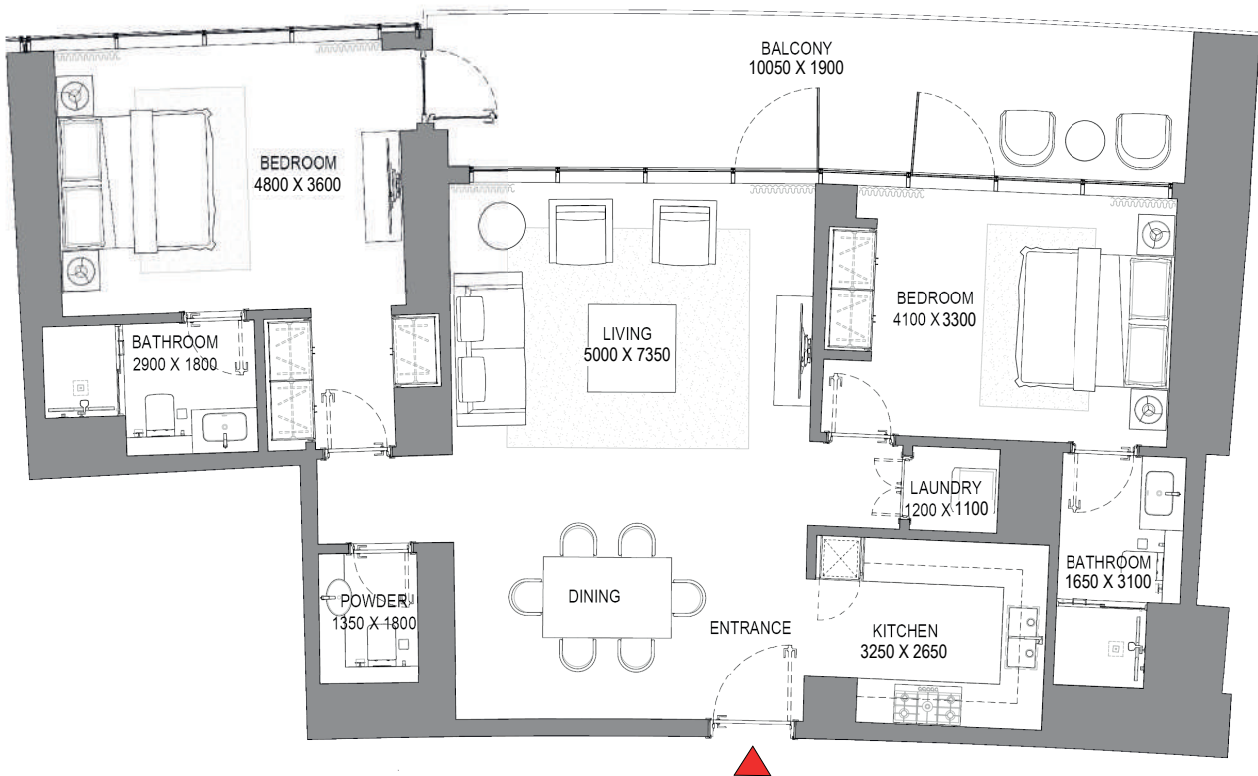 BALCONY
10050 X 1900
BEDROOM
4800 X 3600
BEDROOM
4100 X 3300
LIVING
5000 X 7350
BATHROOM
2900 X 1800
LAUNDRY
1200 X 1100
BATHROOM
1650 X 3100
POWDER
1350 X 1800
DINING
ENTRANCE
KITCHEN
3250 X 2650